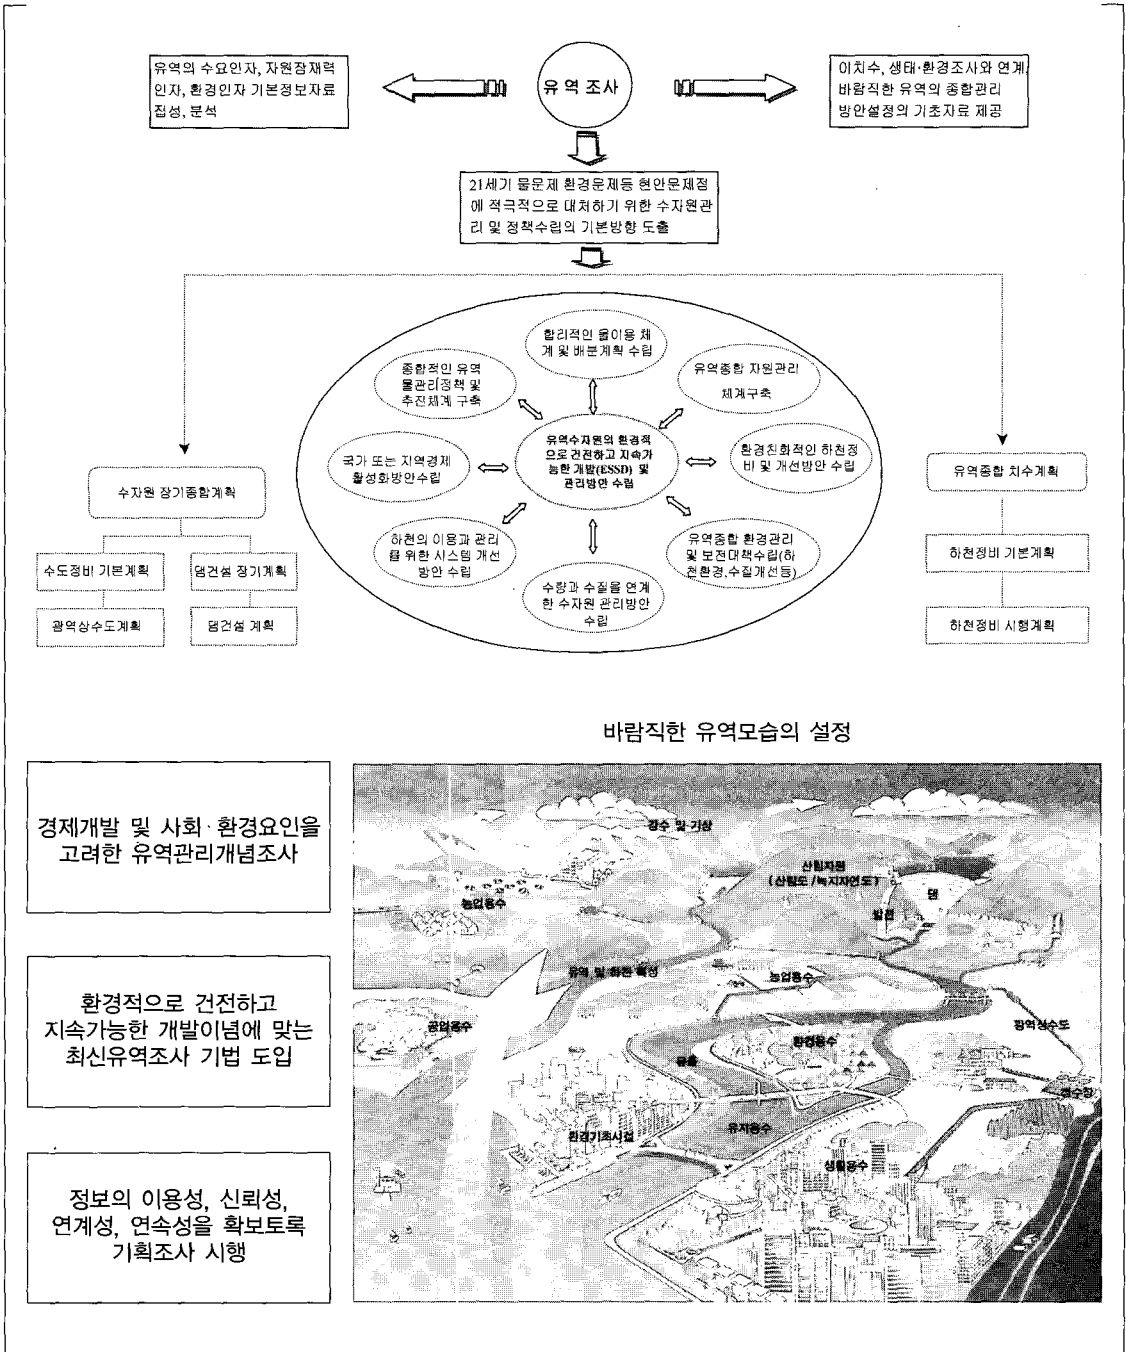 유역의 수요인자, 자원잠재력
인자, 환경인자 기본정보자료
집성, 분석
유 역 조 사
이치수, 생태·환경조사와 연계,
바람직한 유역의 종합관리
방안설정의 기초자료 제공
21세기 물문제 환경문제등 현안문제점
에 적극적으로 대처하기 위한 수자원관
리 및 정책수립의 기본방향 도출
합리적인 물이용 체
계 및 배분계획 수립
종합적인 유역
물관리정책 및
추진체계 구축
유역종합 자원관리
체계구축
유역수자원의 환경적
으로 건전하고 지속가
능한 개발(ESSD) 및
관리방안 수립
국가 또는 지역경제
활성화방안수립
환경친화적인 하천정
비 및 개선방안 수립
하천의 이용과 관리
를 위한 시스템 개선
방안 수립
유역종합 환경관리
및 보전대책수립(하
천환경,수질개선등)
수량과 수질을 연계
한 수자원 관리방안
수립
수자원 장기종합계획
수도정비 기본계획
댐건설 장기계획
광역상수도계획
댐건설 계획
유역종합 치수계획
하천정비 기본계획
하천정비 시행계획
바람직한 유역모습의 설정
경제개발 및 사회·환경요인을
고려한 유역관리개념조사
환경적으로 건전하고
지속가능한 개발이념에 맞는
최신유역조사 기법 도입
정보의 이용성, 신뢰성,
연계성, 연속성을 확보토록
기획조사 시행
강수 및 기상
산림자원
(산림도/녹지자연도)
댐
발전
농업용수
유역 및 하천 특성
농업용수
공업용수
광역상수도
환경용수
유출
정수장
유지용수
환경기초시설
생활용수